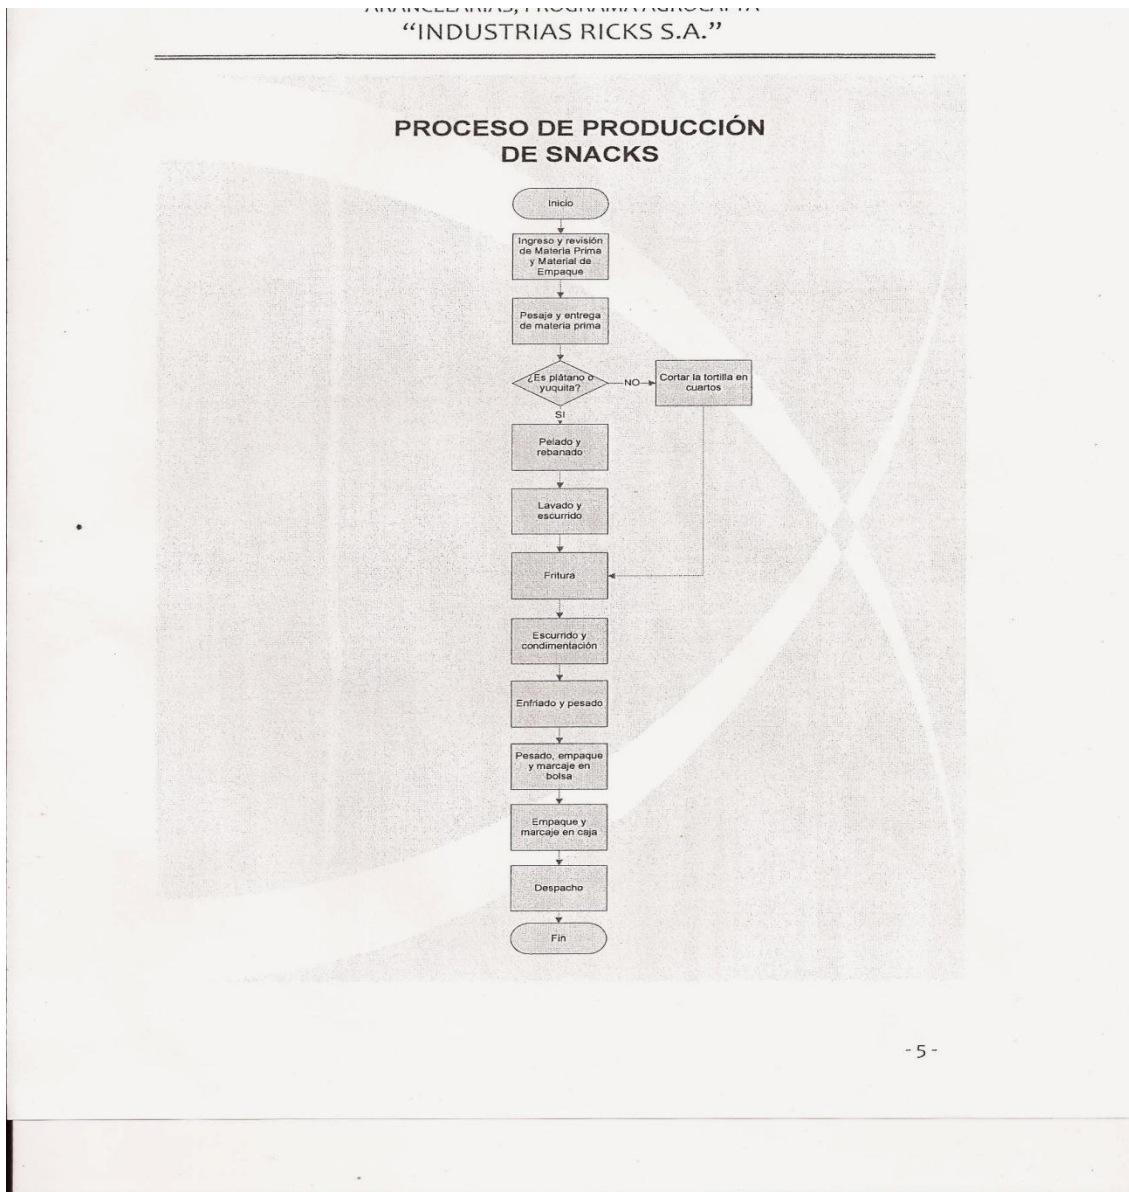 “INDUSTRIAS RICKS S.A.”
PROCESO DE PRODUCCIÓN
DE SNACKS
Inicio
Ingreso y revisión
de Materia Prima
y Material de
Empaque
Pesaje y entrega
de materia prima
¿Es plátano o
yuquita?
NO
Cortar la tortilla en
cuartos
SI
Pelado y
rebanado
Lavado y
escurrido
Fritura
Escurrido y
condimentación
Enfriado y pesado
Pesado, empaque
y marcaje en
bolsa
Empaque y
marcaje en caja
Despacho
Fin
- 5 -